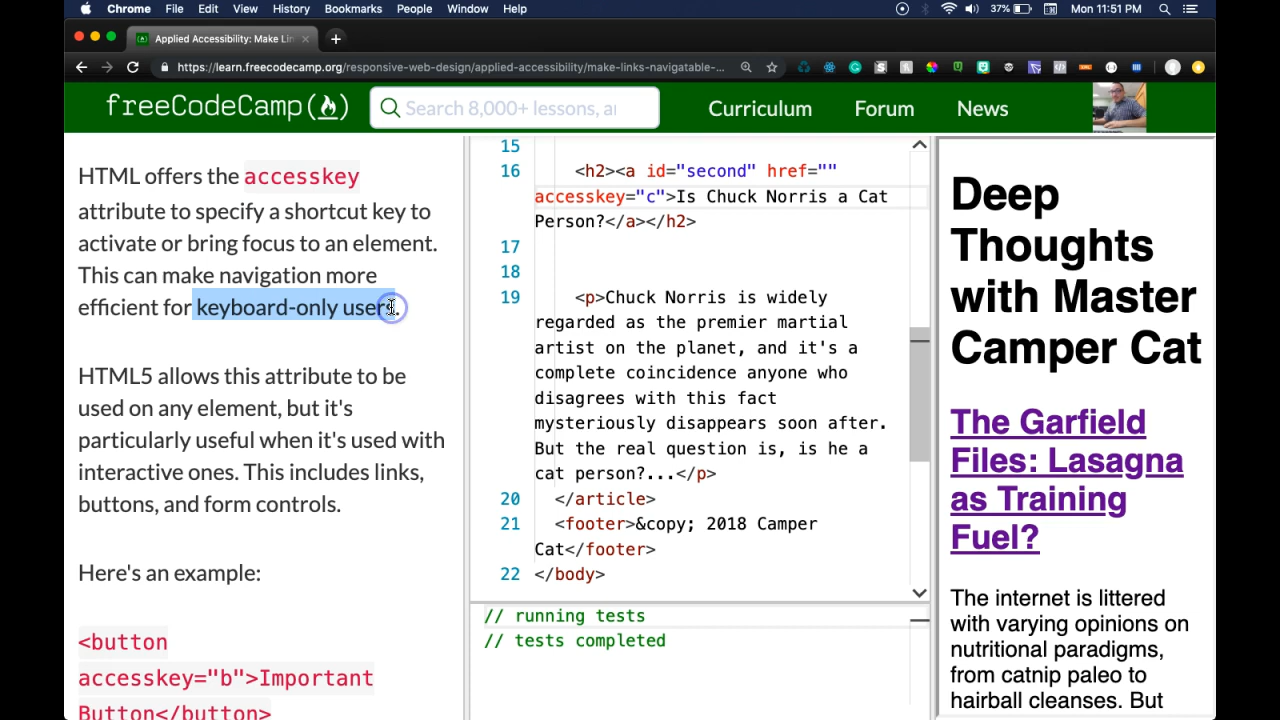 Chrome File Edit View History Bookmarks People Window Help 37% Mon 11:51 PM
Applied Accessibility: Make Lin
https://learn.freecodecamp.org/responsive-web-design/applied-accessibility/make-links-navigatable-...
freeCodeCamp Search 8,000+ lessons, ar Curriculum Forum News
HTML offers the accesskey
attribute to specify a shortcut key to
activate or bring focus to an element.
This can make navigation more
efficient for keyboard-only users.
HTML5 allows this attribute to be
used on any element, but it's
particularly useful when it's used with
interactive ones. This includes links,
buttons, and form controls.
Here's an example:
<button
accesskey="b">Important
Button</button>
15
16 <h2><a id="second" href=""
accesskey="c">Is Chuck Norris a Cat
Person?</a></h2>
17
18
19 <p>Chuck Norris is widely
regarded as the premier martial
artist on the planet, and it's a
complete coincidence anyone who
disagrees with this fact
mysteriously disappears soon after.
But the real question is, is he a
cat person?...</p>
20 </article>
21 <footer>&copy; 2018 Camper
Cat</footer>
22 </body>
// running tests
// tests completed
Deep
Thoughts
with Master
Camper Cat
The Garfield
Files: Lasagna
as Training
Fuel?
The internet is littered
with varying opinions on
nutritional paradigms,
from catnip paleo to
hairball cleanses. But